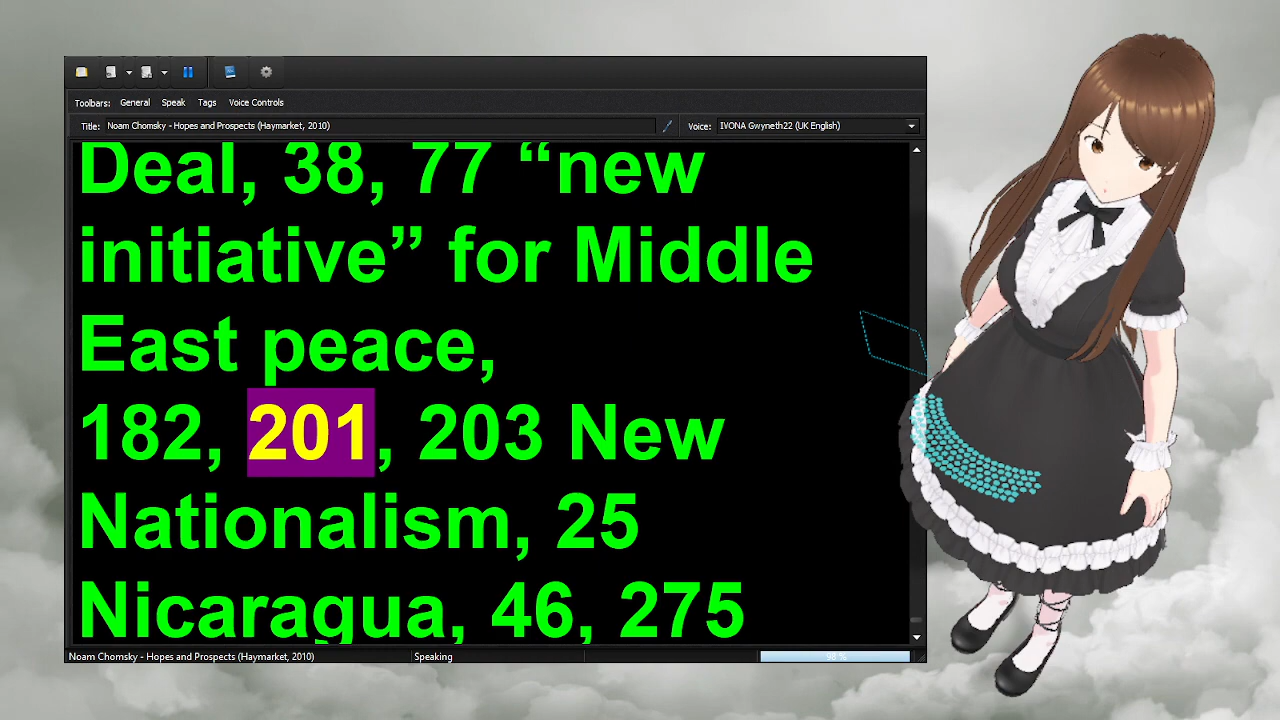 Toolbars: General Speak Tags Voice Controls
Title: Noam Chomsky - Hopes and Prospects (Haymarket, 2010) Voice: IVONA Gwyneth22 (UK English)
Deal, 38, 77 “new
initiative” for Middle
East peace,
182, 201, 203 New
Nationalism, 25
Nicaragua, 46, 275
Noam Chomsky - Hopes and Prospects (Haymarket, 2010) Speaking 98 %